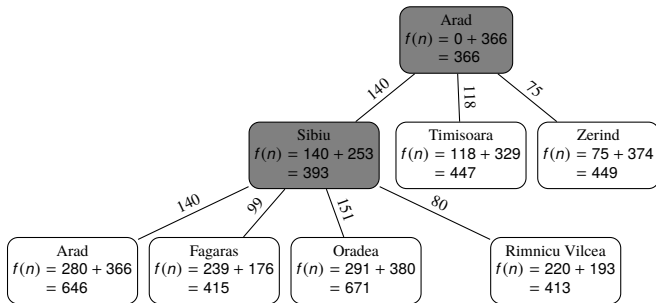 Arad
f(n) = 0 + 366
= 366
140
118
75
Sibiu
f(n) = 140 + 253
= 393
Timisoara
f(n) = 118 + 329
= 447
Zerind
f(n) = 75 + 374
= 449
140
99
151
80
Arad
f(n) = 280 + 366
= 646
Fagaras
f(n) = 239 + 176
= 415
Oradea
f(n) = 291 + 380
= 671
Rimnicu Vilcea
f(n) = 220 + 193
= 413